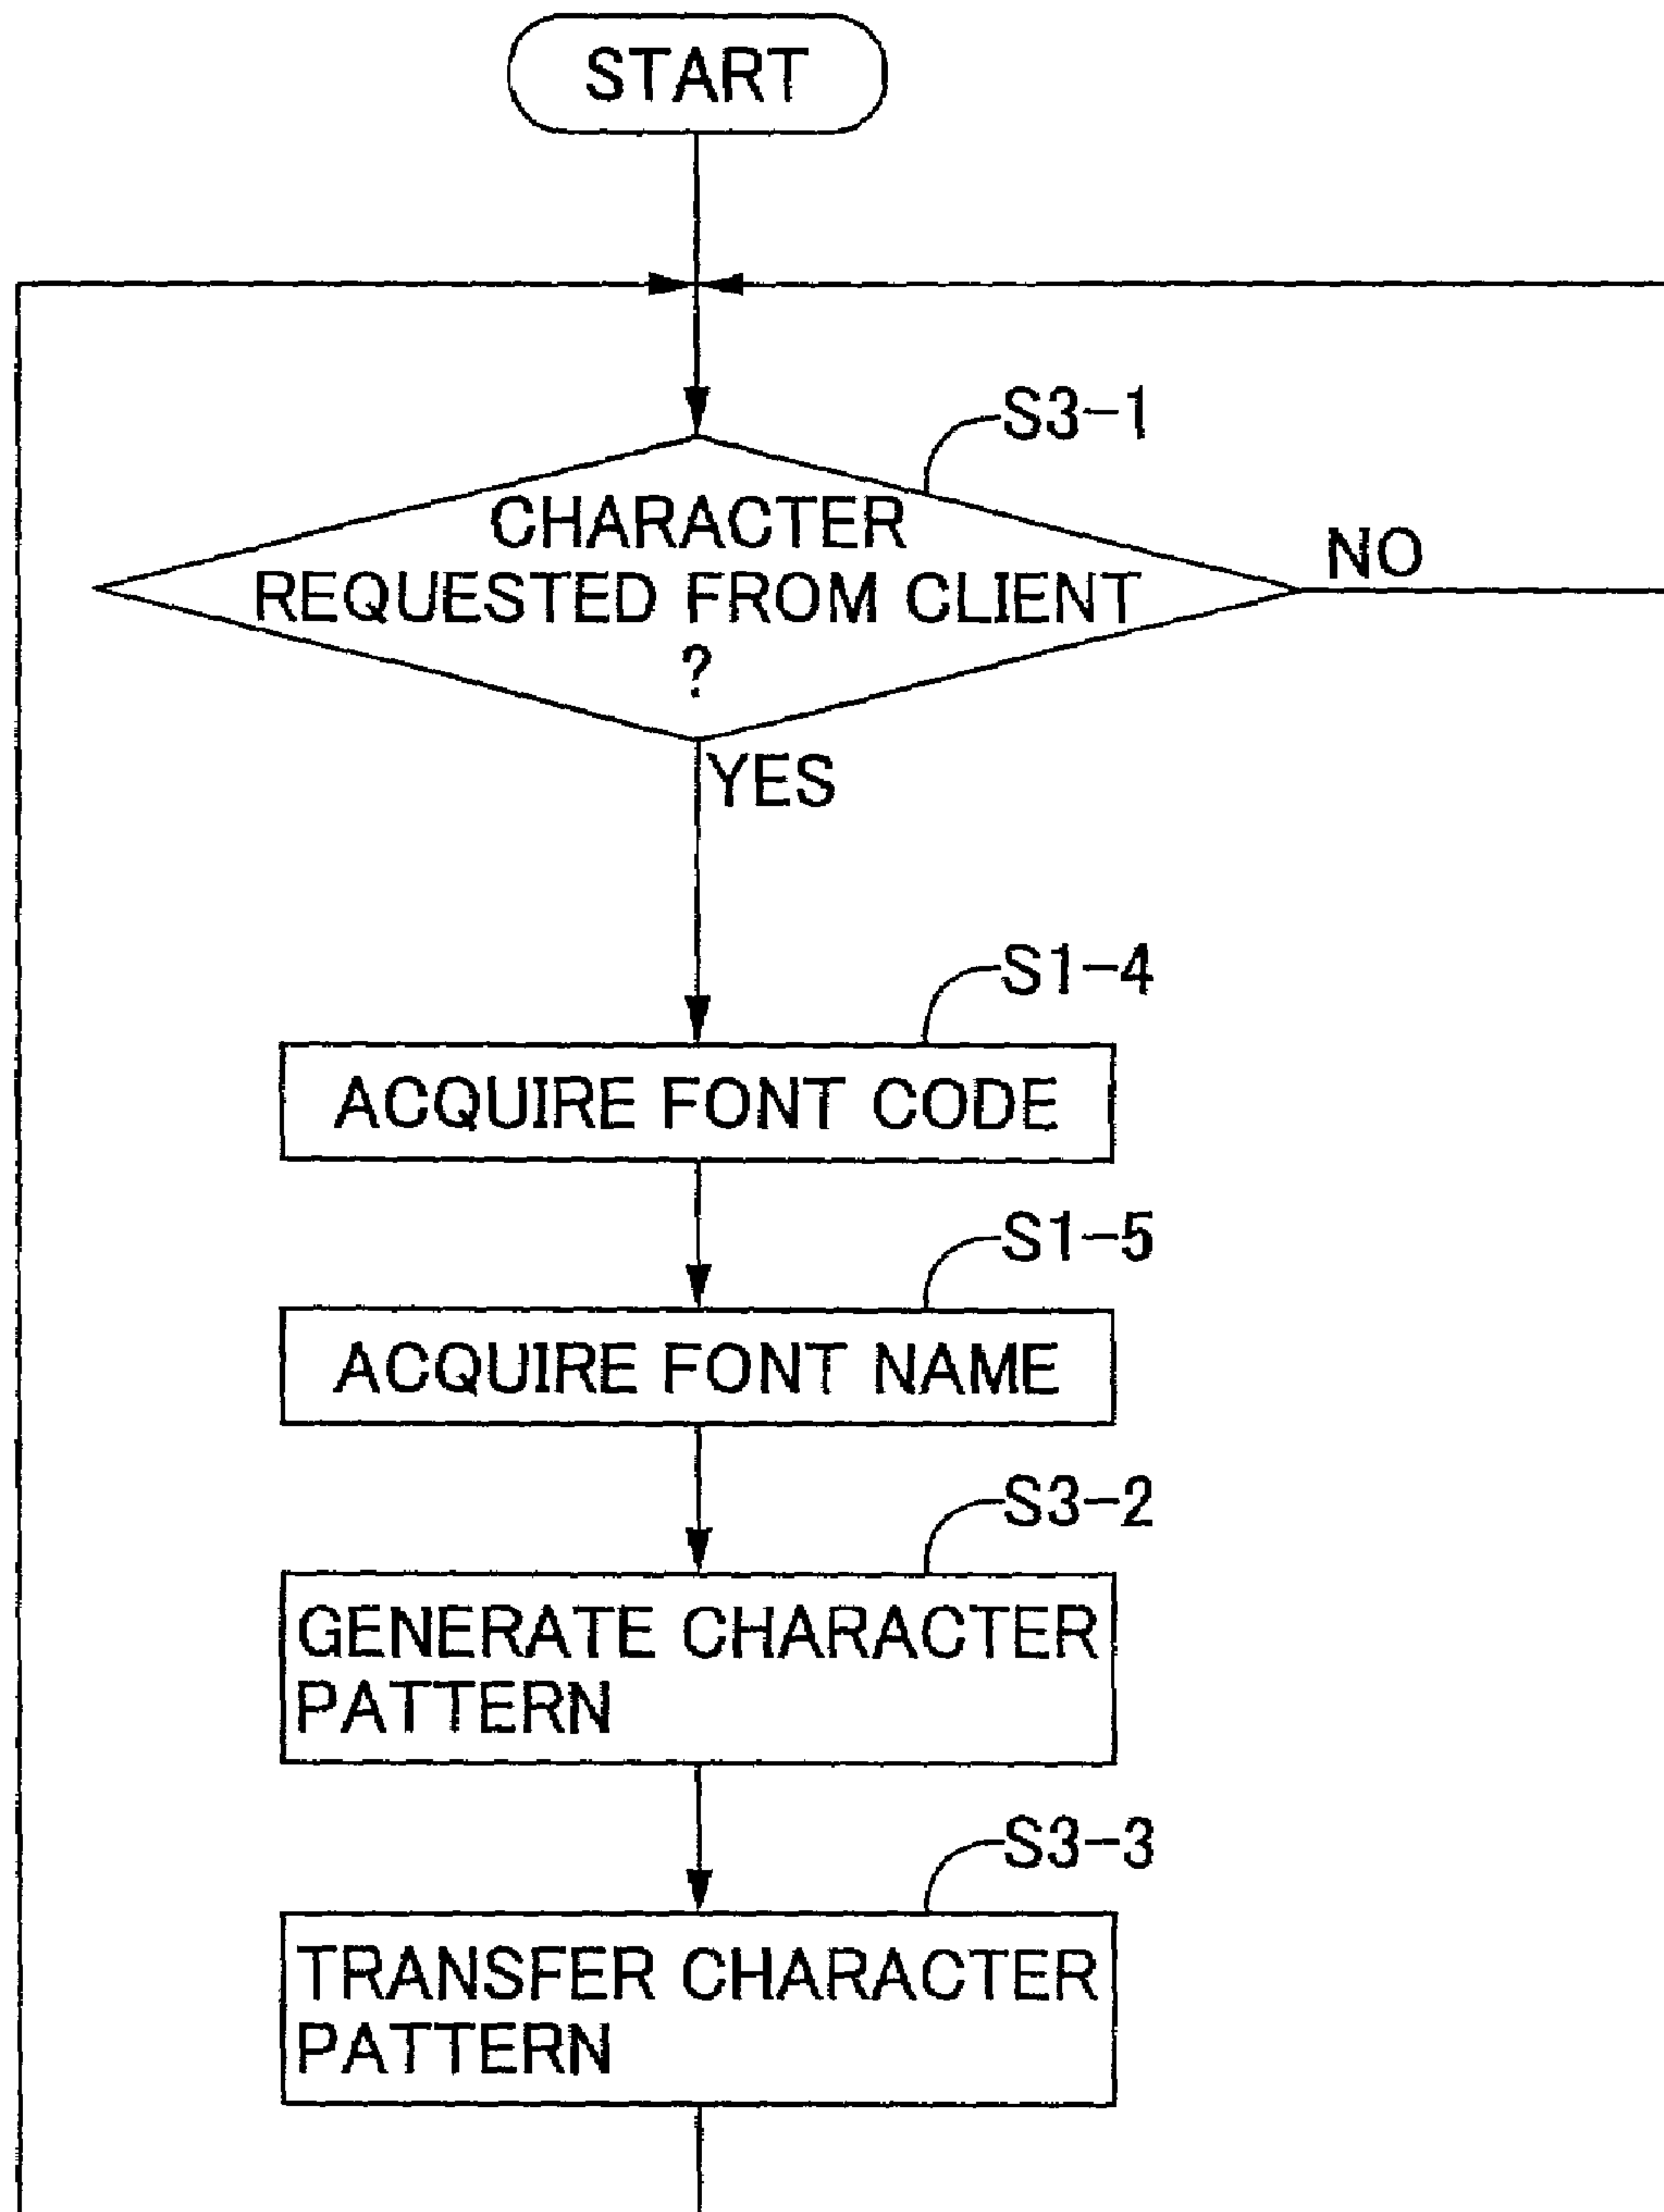 START
S3-1
CHARACTER
REQUESTED FROM CLIENT
?
NO
YES
S1-4
ACQUIRE FONT CODE
S1-5
ACQUIRE FONT NAME
S3-2
GENERATE CHARACTER
PATTERN
S3-3
TRANSFER CHARACTER
PATTERN